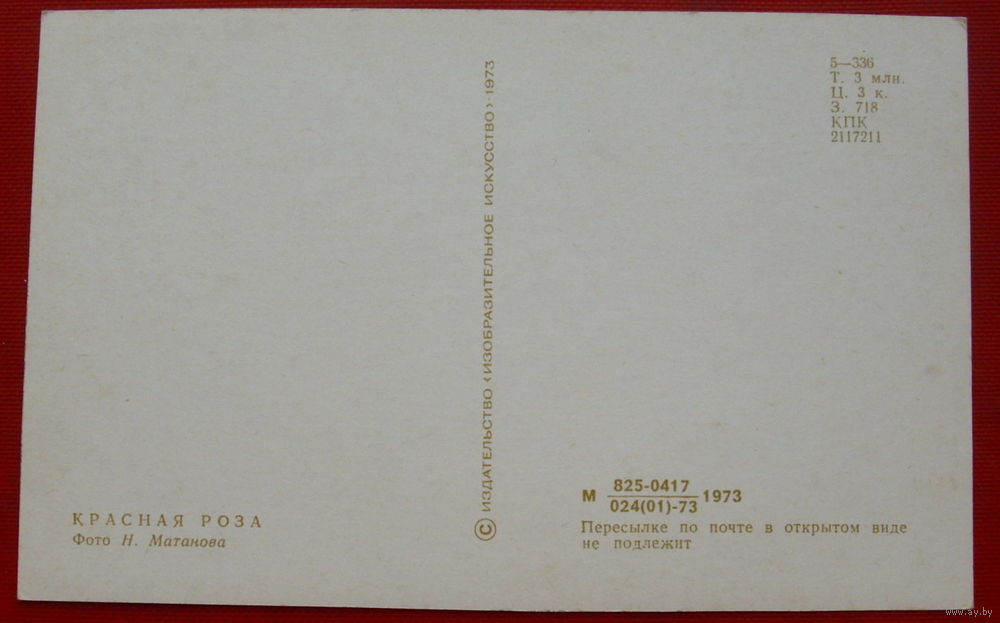 КРАСНАЯ РОЗА
Фото Н. Матанова
© ИЗДАТЕЛЬСТВО ‹ИЗОБРАЗИТЕЛЬНОЕ ИСКУССТВО› 1973
5—336
Т. 3 млн.
Ц. 3 к.
З. 718
КПК
2117211
М 825-0417/024(01)-73 1973
Пересылке по почте в открытом виде
не подлежит
www.ay.by